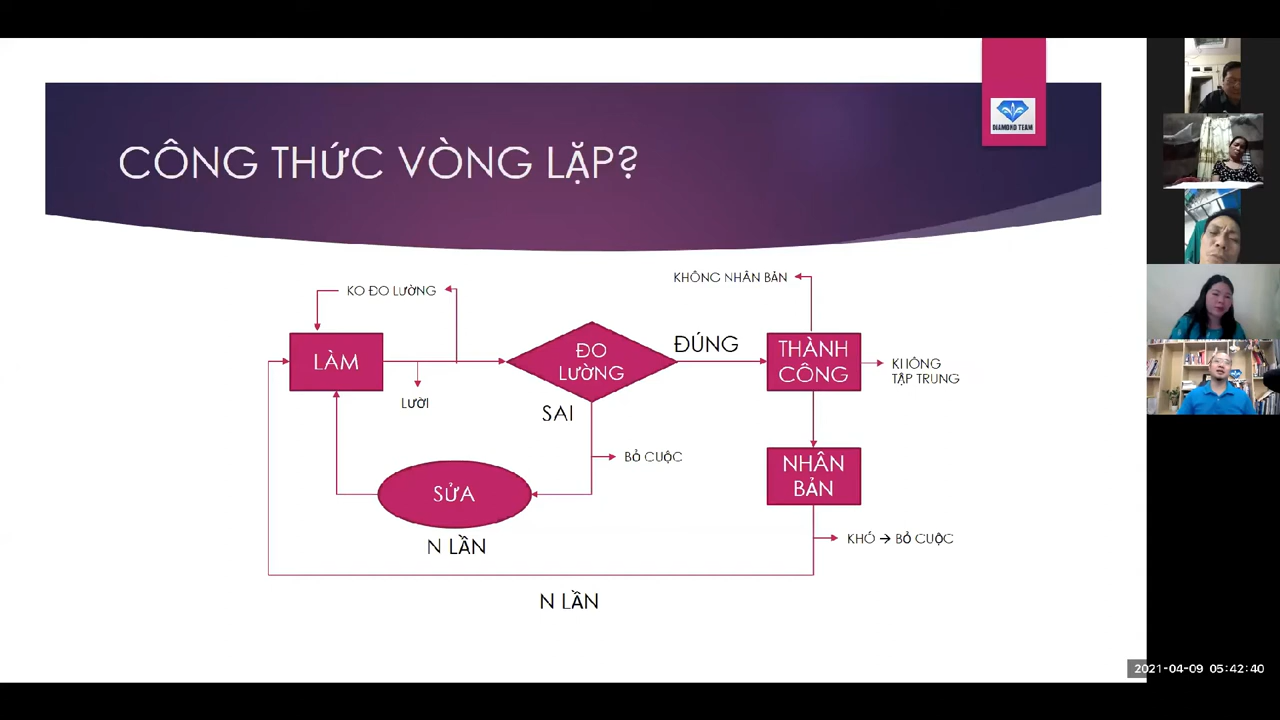 DIAMOND TEAM
CÔNG THỨC VÒNG LẶP?
KHÔNG NHÂN BẢN
KO ĐO LƯỜNG
LÀM
LƯỜI
ĐO
LƯỜNG
ĐÚNG
THÀNH
CÔNG
KHÔNG
TẬP TRUNG
SAI
BỎ CUỘC
SỬA
N LẦN
NHÂN
BẢN
KHÓ → BỎ CUỘC
N LẦN
2021-04-09 05:42:40